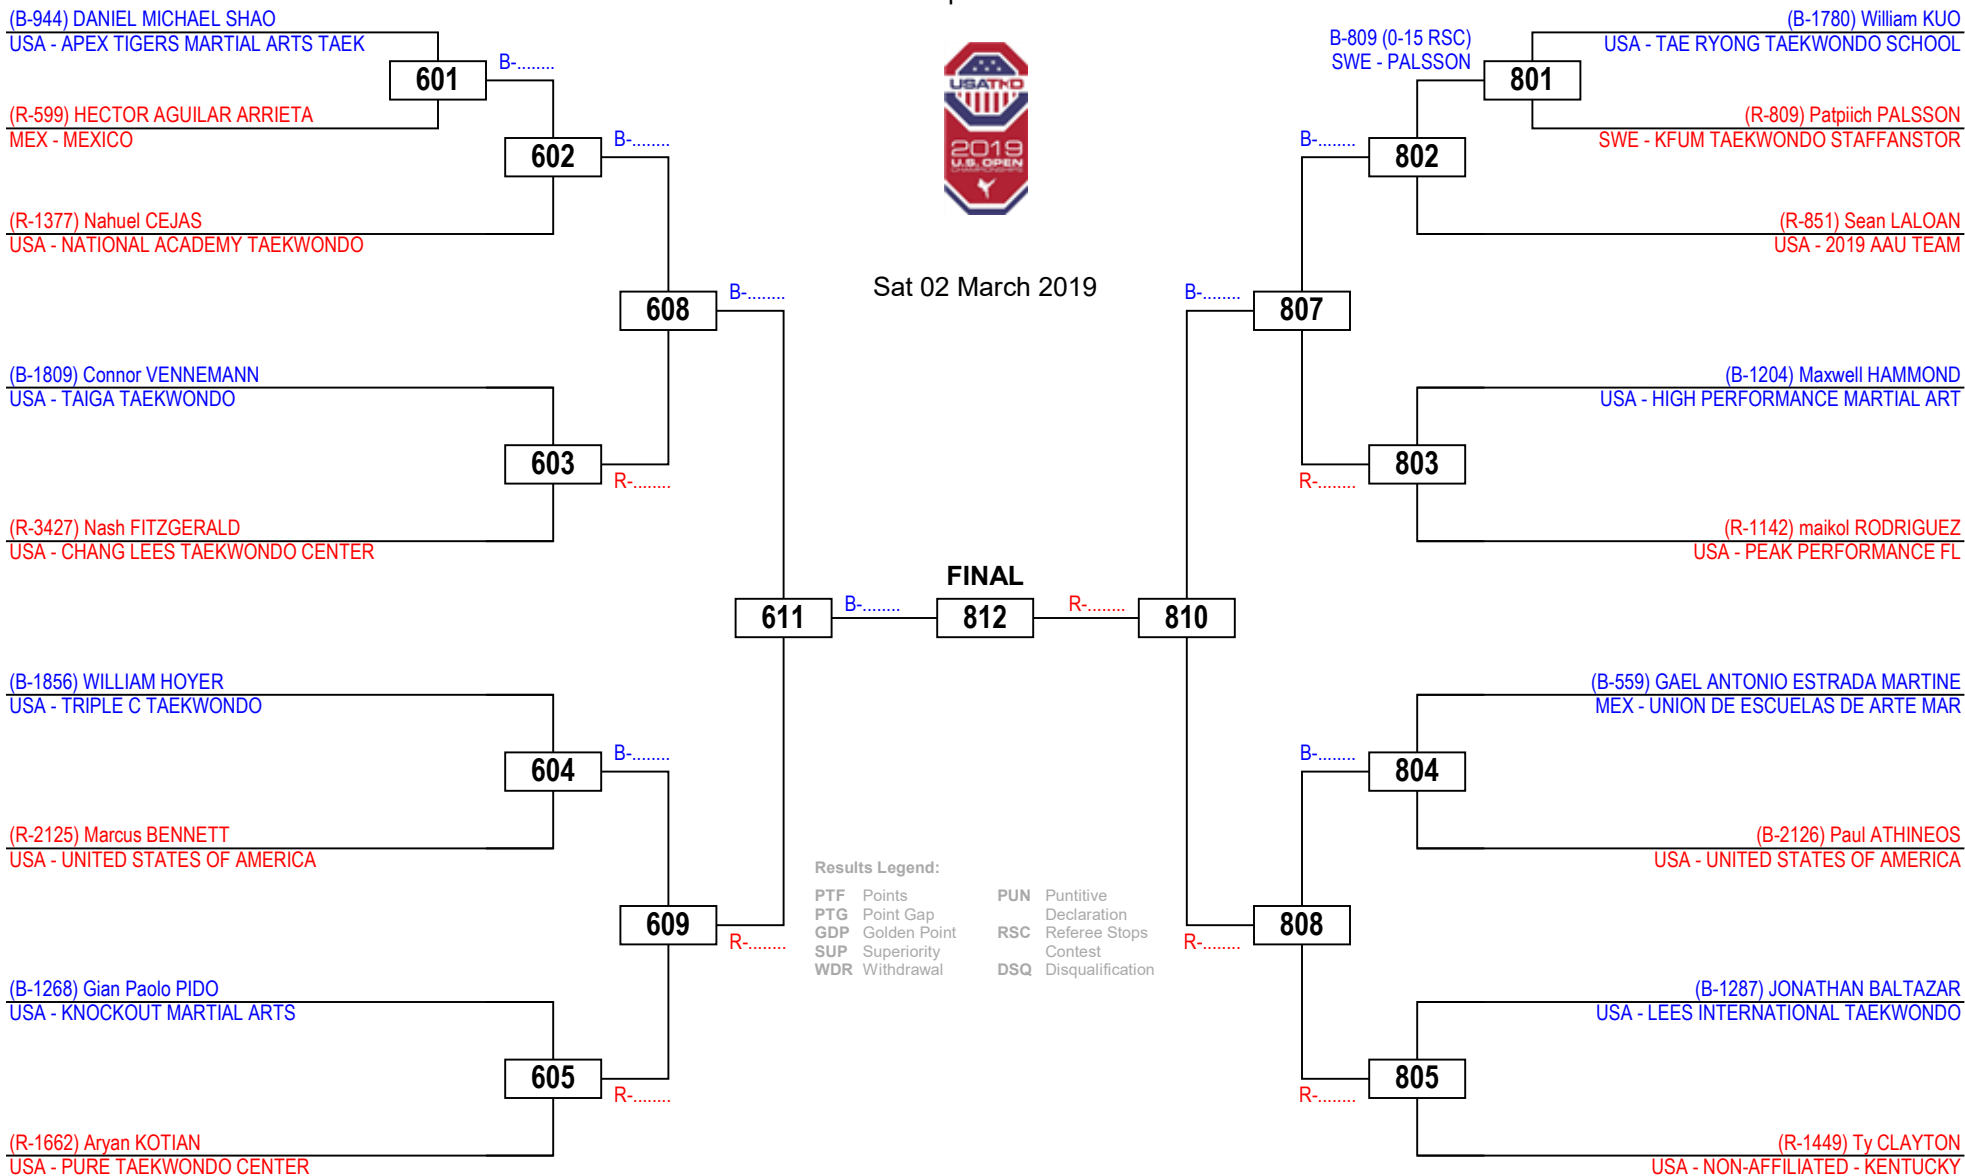 (B-944) DANIEL MICHAEL SHAO
USA - APEX TIGERS MARTIAL ARTS TAEK
601
B-........
(R-599) HECTOR AGUILAR ARRIETA
MEX - MEXICO
602
B-........
(R-1377) Nahuel CEJAS
USA - NATIONAL ACADEMY TAEKWONDO
608
B-........
(B-1809) Connor VENNEMANN
USA - TAIGA TAEKWONDO
603
R-........
(R-3427) Nash FITZGERALD
USA - CHANG LEES TAEKWONDO CENTER
611
B-........
(B-1856) WILLIAM HOYER
USA - TRIPLE C TAEKWONDO
604
B-........
(R-2125) Marcus BENNETT
USA - UNITED STATES OF AMERICA
609
R-........
(B-1268) Gian Paolo PIDO
USA - KNOCKOUT MARTIAL ARTS
605
R-........
(R-1662) Aryan KOTIAN
USA - PURE TAEKWONDO CENTER
USATKD
2019
U.S. OPEN
CHAMPIONSHIPS
Sat 02 March 2019
FINAL
812
Results Legend:
PTF Points
PTG Point Gap
GDP Golden Point
SUP Superiority
WDR Withdrawal
PUN Puntitive
Declaration
RSC Referee Stops
Contest
DSQ Disqualification
(B-1780) William KUO
USA - TAE RYONG TAEKWONDO SCHOOL
B-809 (0-15 RSC)
SWE - PALSSON
801
(R-809) Patpiich PALSSON
SWE - KFUM TAEKWONDO STAFFANSTOR
B-........
802
(R-851) Sean LALOAN
USA - 2019 AAU TEAM
B-........
807
(B-1204) Maxwell HAMMOND
USA - HIGH PERFORMANCE MARTIAL ART
803
R-........
(R-1142) maikol RODRIGUEZ
USA - PEAK PERFORMANCE FL
R-........
810
(B-559) GAEL ANTONIO ESTRADA MARTINE
MEX - UNION DE ESCUELAS DE ARTE MAR
B-........
804
(B-2126) Paul ATHINEOS
USA - UNITED STATES OF AMERICA
808
R-........
(B-1287) JONATHAN BALTAZAR
USA - LEES INTERNATIONAL TAEKWONDO
805
R-........
(R-1449) Ty CLAYTON
USA - NON-AFFILIATED - KENTUCKY